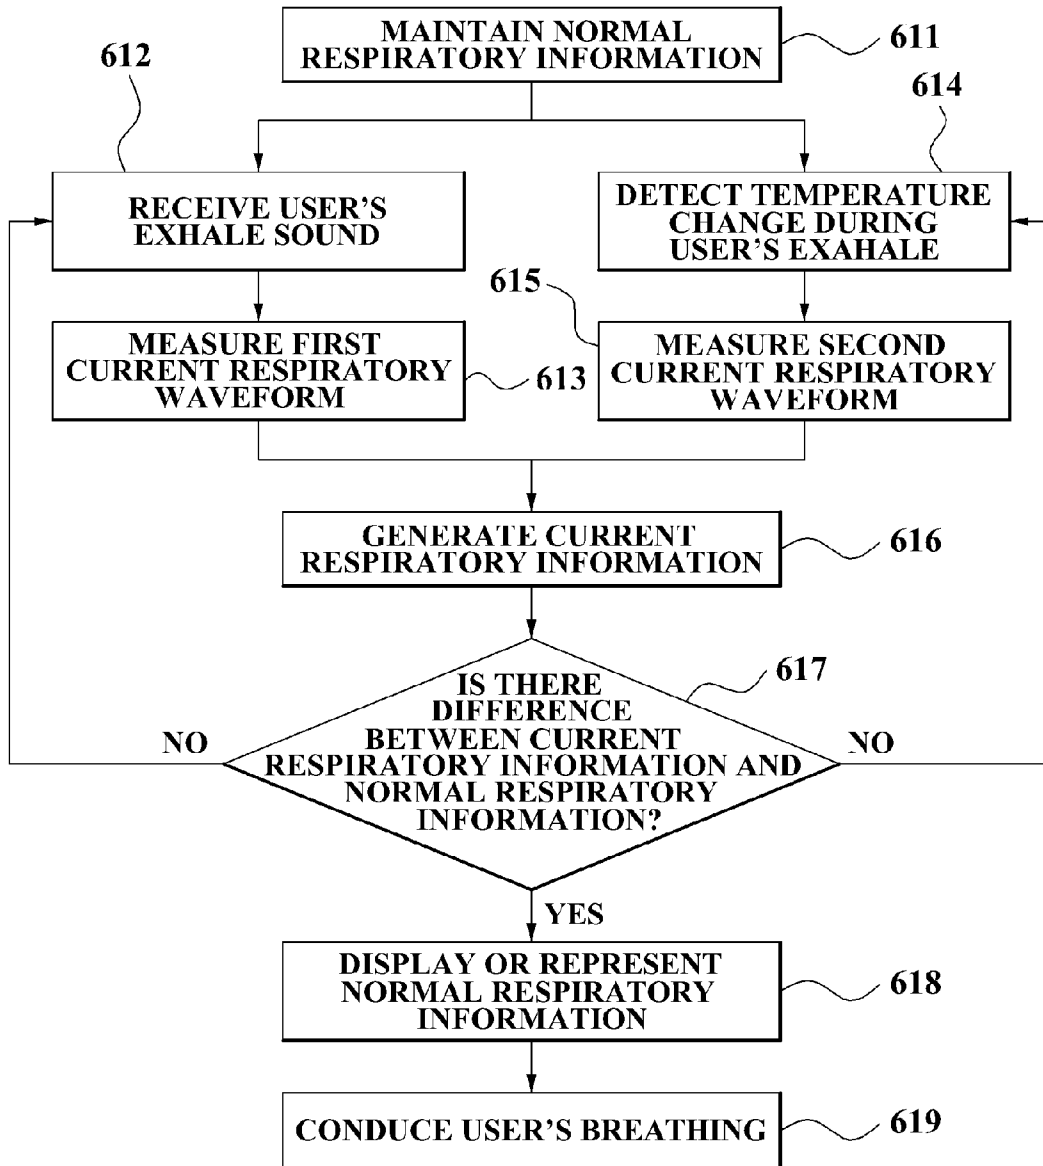 MAINTAIN NORMAL
RESPIRATORY INFORMATION
611
612
614
RECEIVE USER'S
EXHALE SOUND
DETECT TEMPERATURE
CHANGE DURING
USER'S EXAHALE
615
MEASURE FIRST
CURRENT RESPIRATORY
WAVEFORM
613
MEASURE SECOND
CURRENT RESPIRATORY
WAVEFORM
GENERATE CURRENT
RESPIRATORY INFORMATION
616
617
IS THERE
DIFFERENCE
BETWEEN CURRENT
RESPIRATORY INFORMATION AND
NORMAL RESPIRATORY
INFORMATION?
NO
NO
YES
DISPLAY OR REPRESENT
NORMAL RESPIRATORY
INFORMATION
618
CONDUCE USER'S BREATHING
619